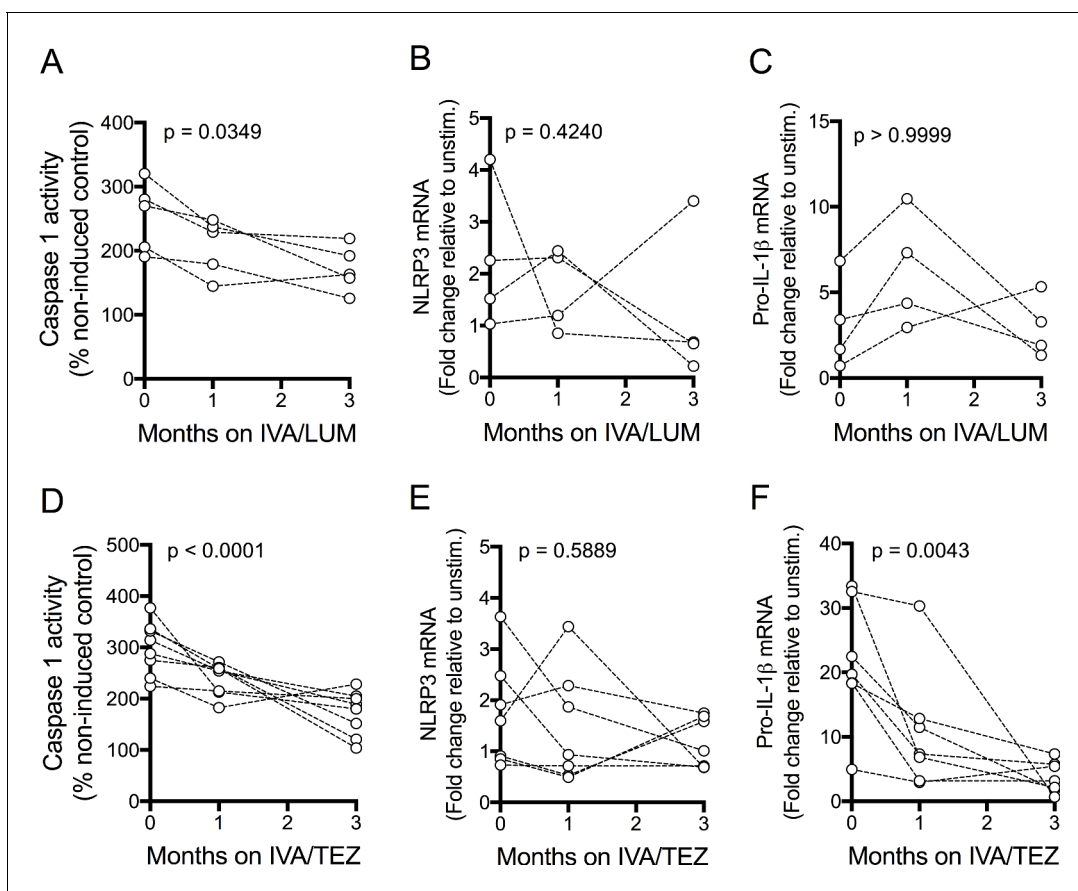 A
Caspase 1 activity
(% non-induced control)
400
300
200
100
0
p = 0.0349
0 1 2 3
Months on IVA/LUM
B
NLRP3 mRNA
(Fold change relative to unstim.)
5
4
3
2
1
0
p = 0.4240
0 1 2 3
Months on IVA/LUM
C
Pro-IL-1β mRNA
(Fold change relative to unstim.)
15
10
5
0
p > 0.9999
0 1 2 3
Months on IVA/LUM
D
Caspase 1 activity
(% non-induced control)
500
400
300
200
100
0
p < 0.0001
0 1 2 3
Months on IVA/TEZ
E
NLRP3 mRNA
(Fold change relative to unstim.)
5
4
3
2
1
0
p = 0.5889
0 1 2 3
Months on IVA/TEZ
F
Pro-IL-1β mRNA
(Fold change relative to unstim.)
40
30
20
10
0
p = 0.0043
0 1 2 3
Months on IVA/TEZ